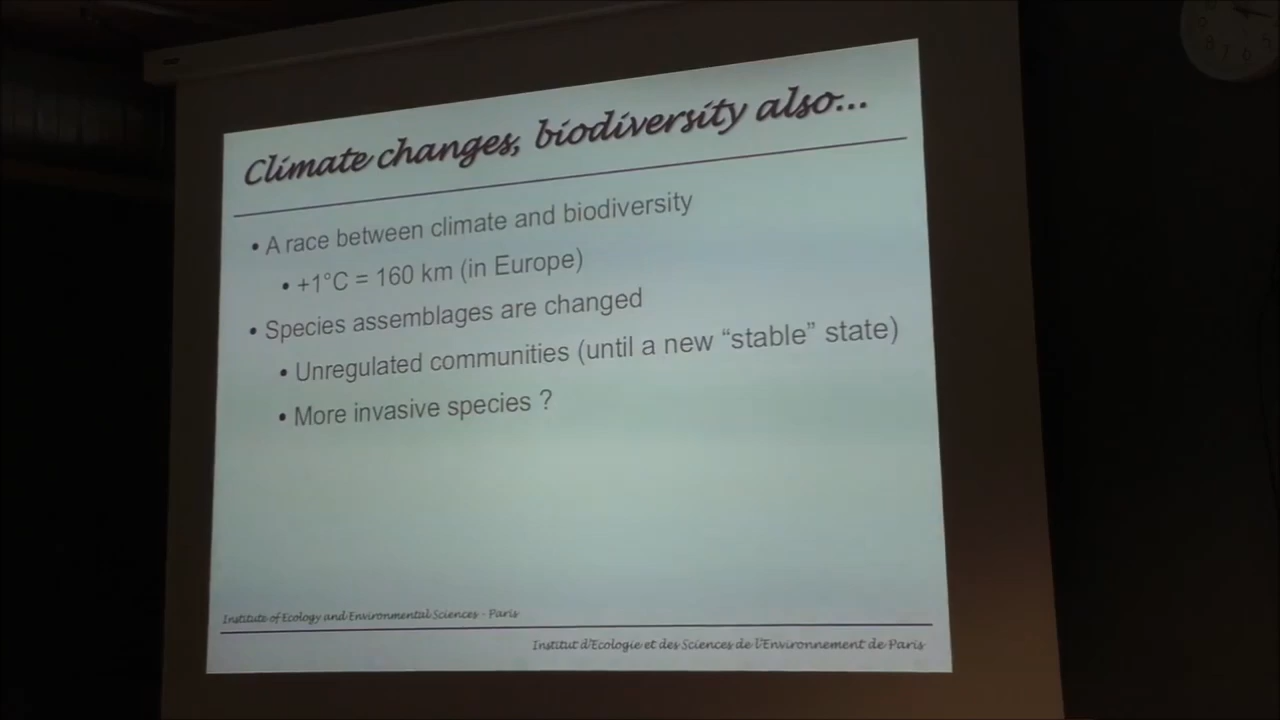 Climate changes, biodiversity also...
• A race between climate and biodiversity
• +1°C = 160 km (in Europe)
• Species assemblages are changed
• Unregulated communities (until a new “stable” state)
• More invasive species ?
Institute of Ecology and Environmental Sciences - Paris
Institut d'Ecologie et des Sciences de l'Environnement de Paris